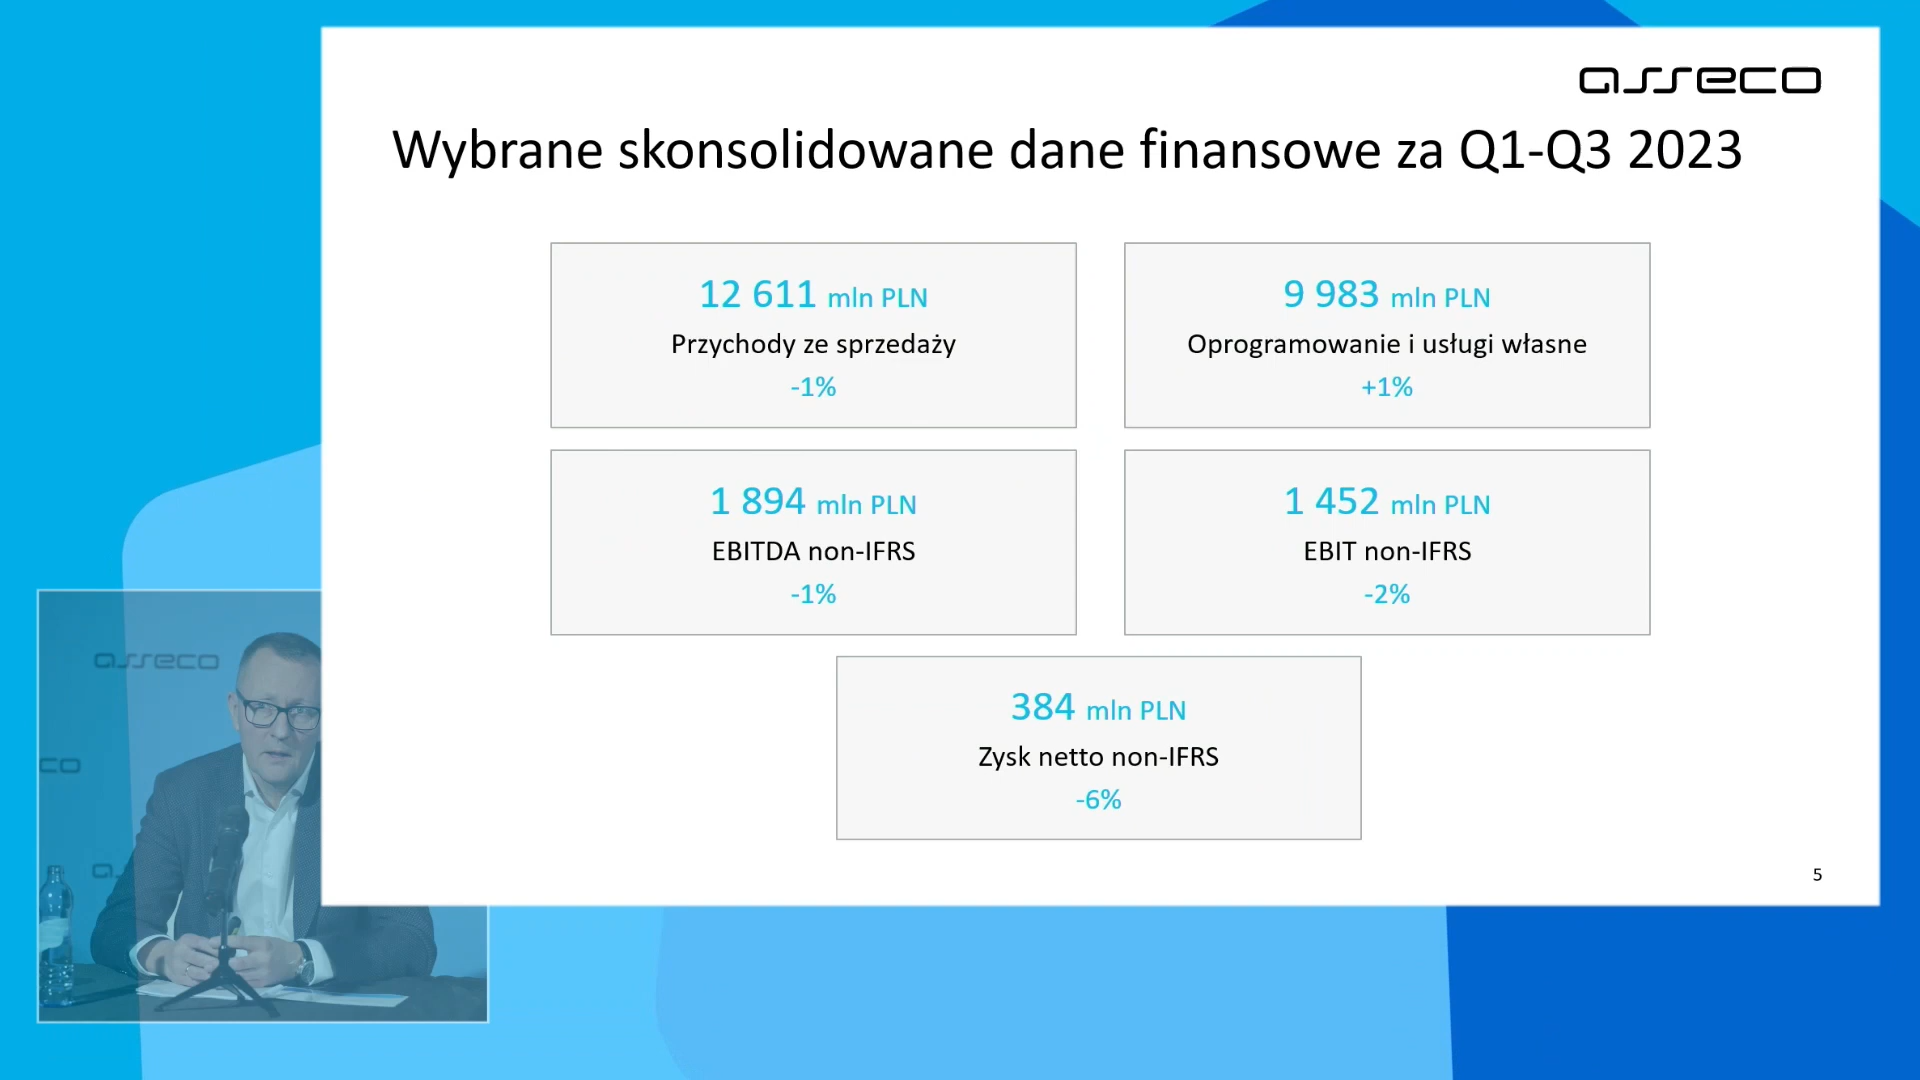 asseco
Wybrane skonsolidowane dane finansowe za Q1-Q3 2023
12 611 mln PLN
Przychody ze sprzedaży
-1%
9 983 mln PLN
Oprogramowanie i usługi własne
+1%
1 894 mln PLN
EBITDA non-IFRS
-1%
1 452 mln PLN
EBIT non-IFRS
-2%
384 mln PLN
Zysk netto non-IFRS
-6%
5
asseco
co
as